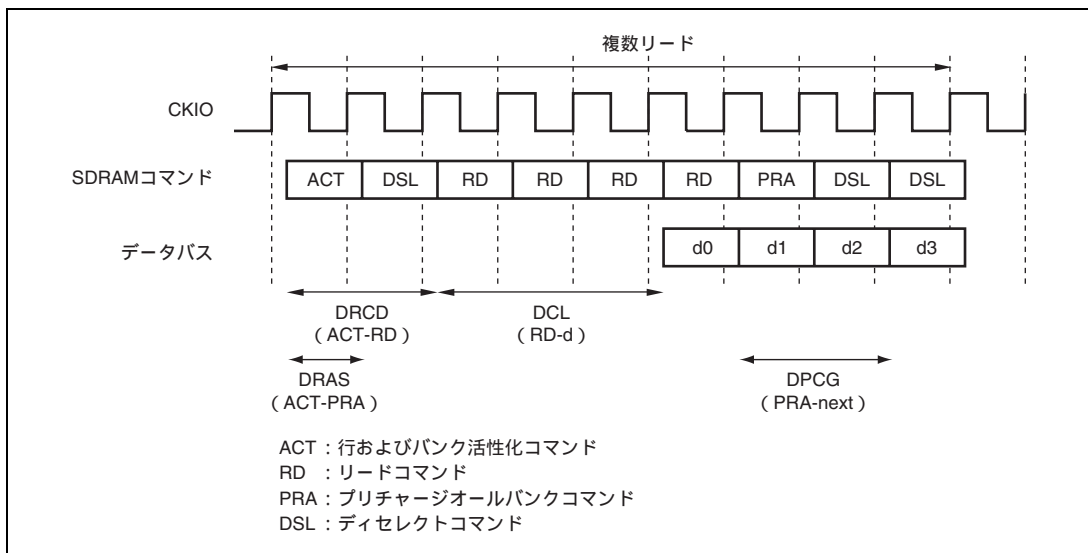 複数リード
CKIO
SDRAMコマンド ACT DSL RD RD RD RD PRA DSL DSL
データバス d0 d1 d2 d3
DRCD DCL
(ACT-RD) (RD-d)
DRAS DPCG
(ACT-PRA) (PRA-next)
ACT：行およびバンク活性化コマンド
RD ：リードコマンド
PRA：プリチャージオールバンクコマンド
DSL：ディセレクトコマンド